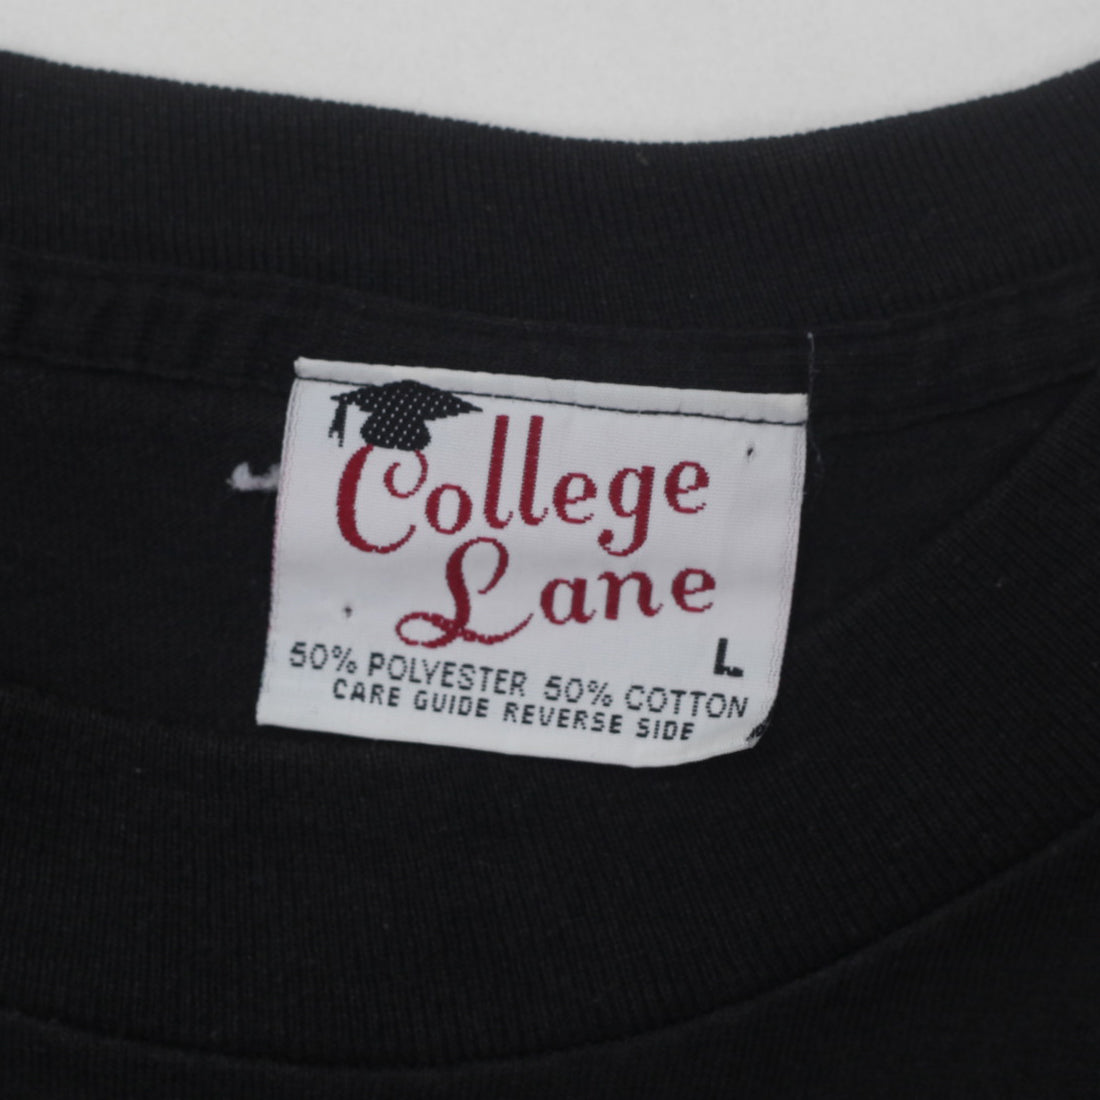 College
Lane
L
50% POLYESTER 50% COTTON
CARE GUIDE REVERSE SIDE